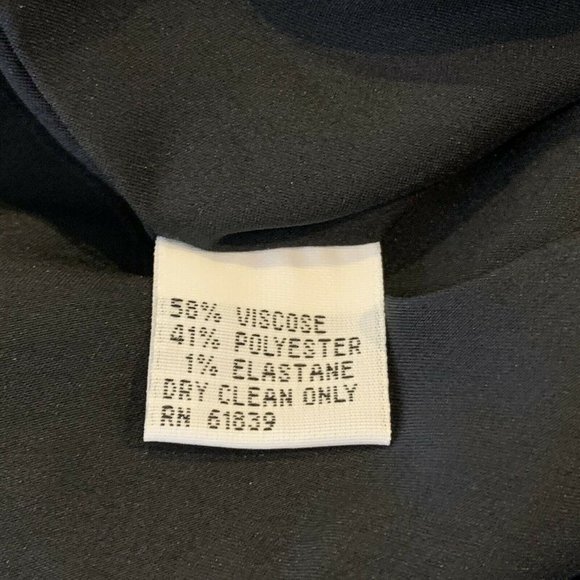 58% VISCOSE
41% POLYESTER
1% ELASTANE
DRY CLEAN ONLY
RN 61839